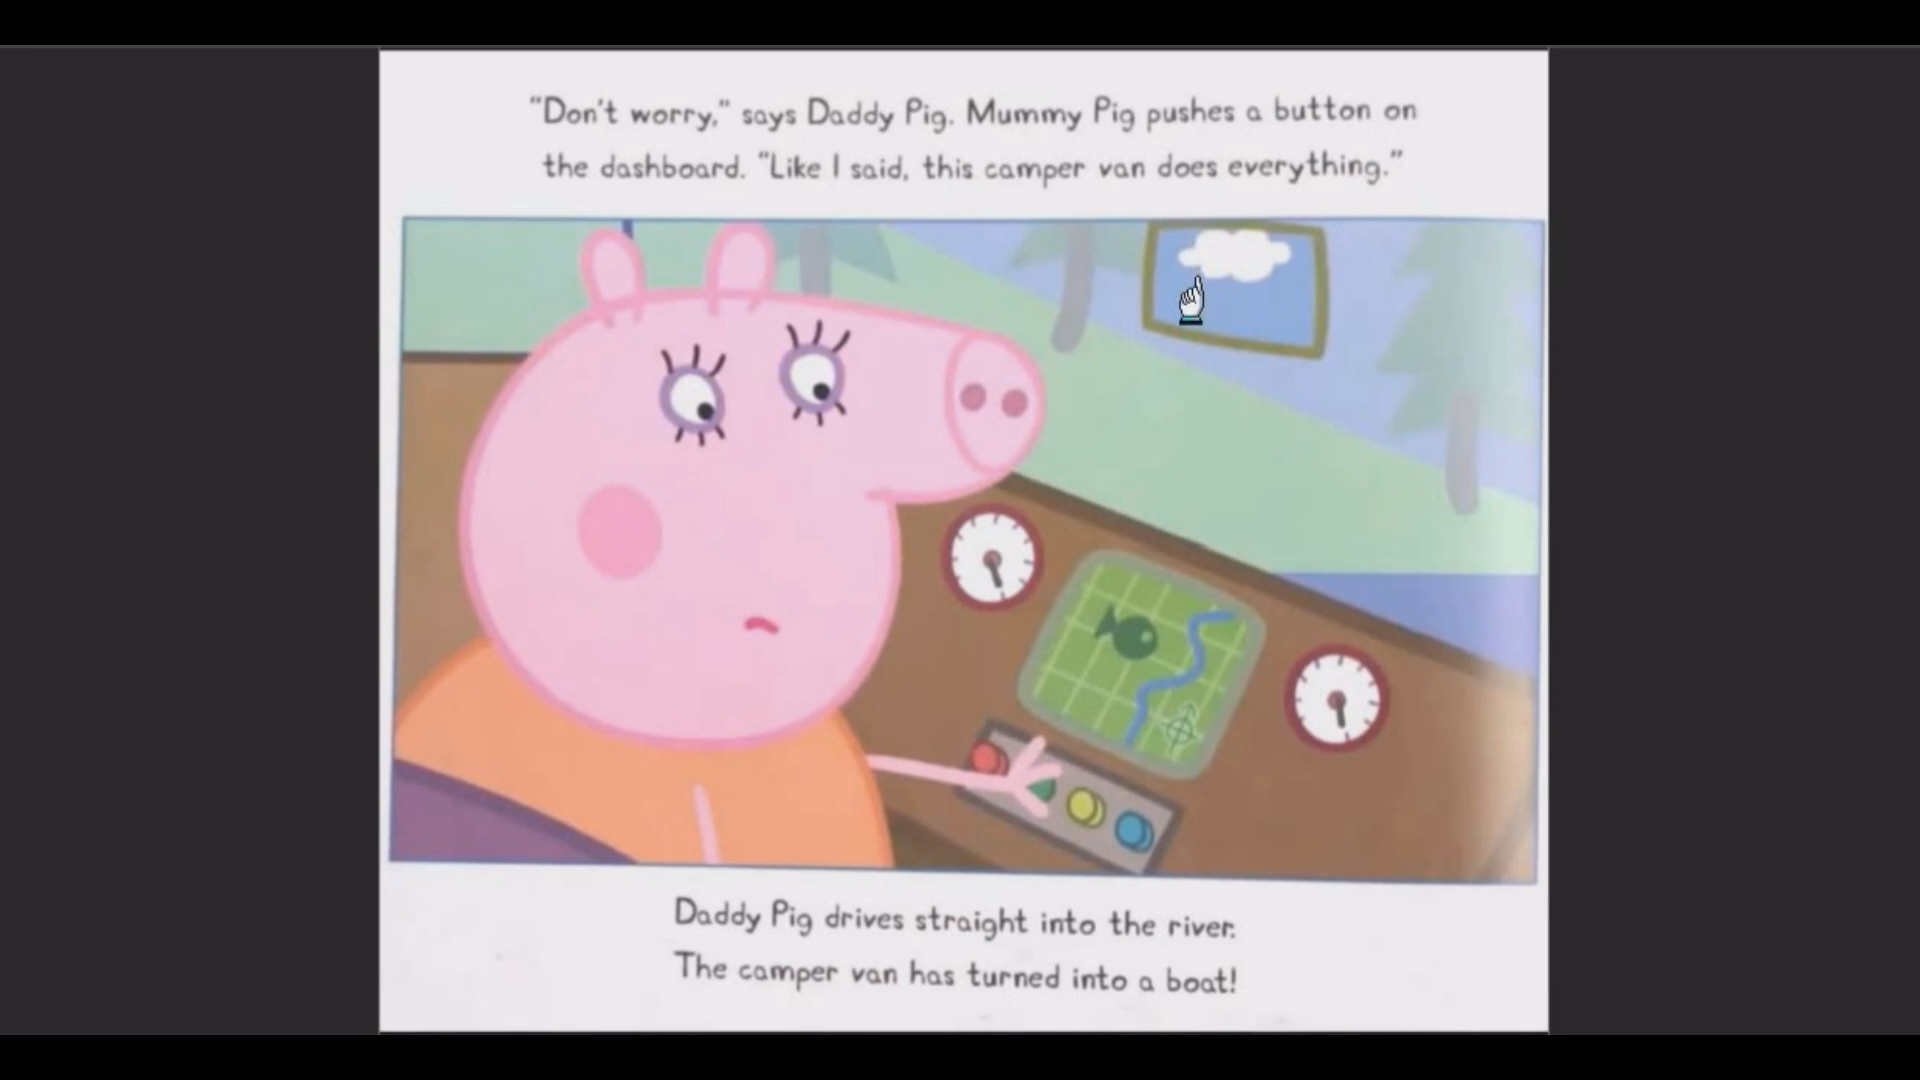 "Don't worry," says Daddy Pig. Mummy Pig pushes a button on
the dashboard. "Like I said, this camper van does everything."
Daddy Pig drives straight into the river.
The camper van has turned into a boat!